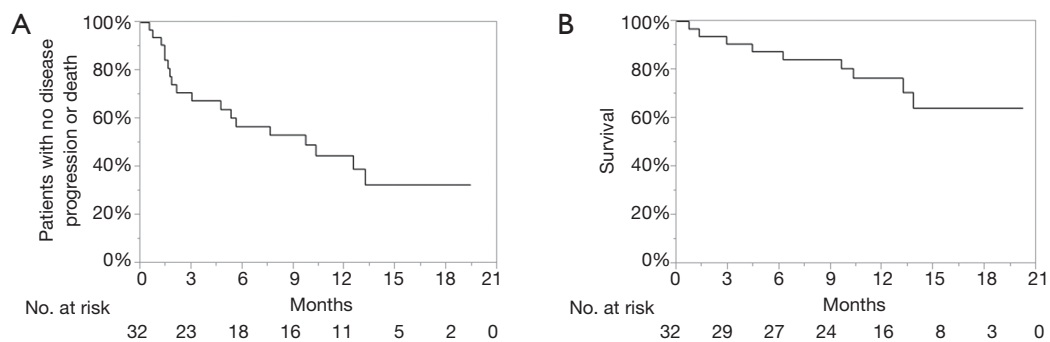 A
Patients with no disease
progression or death
100%
80%
60%
40%
20%
0%
0 3 6 9 12 15 18 21
Months
No. at risk
32 23 18 16 11 5 2 0
B
Survival
100%
80%
60%
40%
20%
0%
0 3 6 9 12 15 18 21
Months
No. at risk
32 29 27 24 16 8 3 0